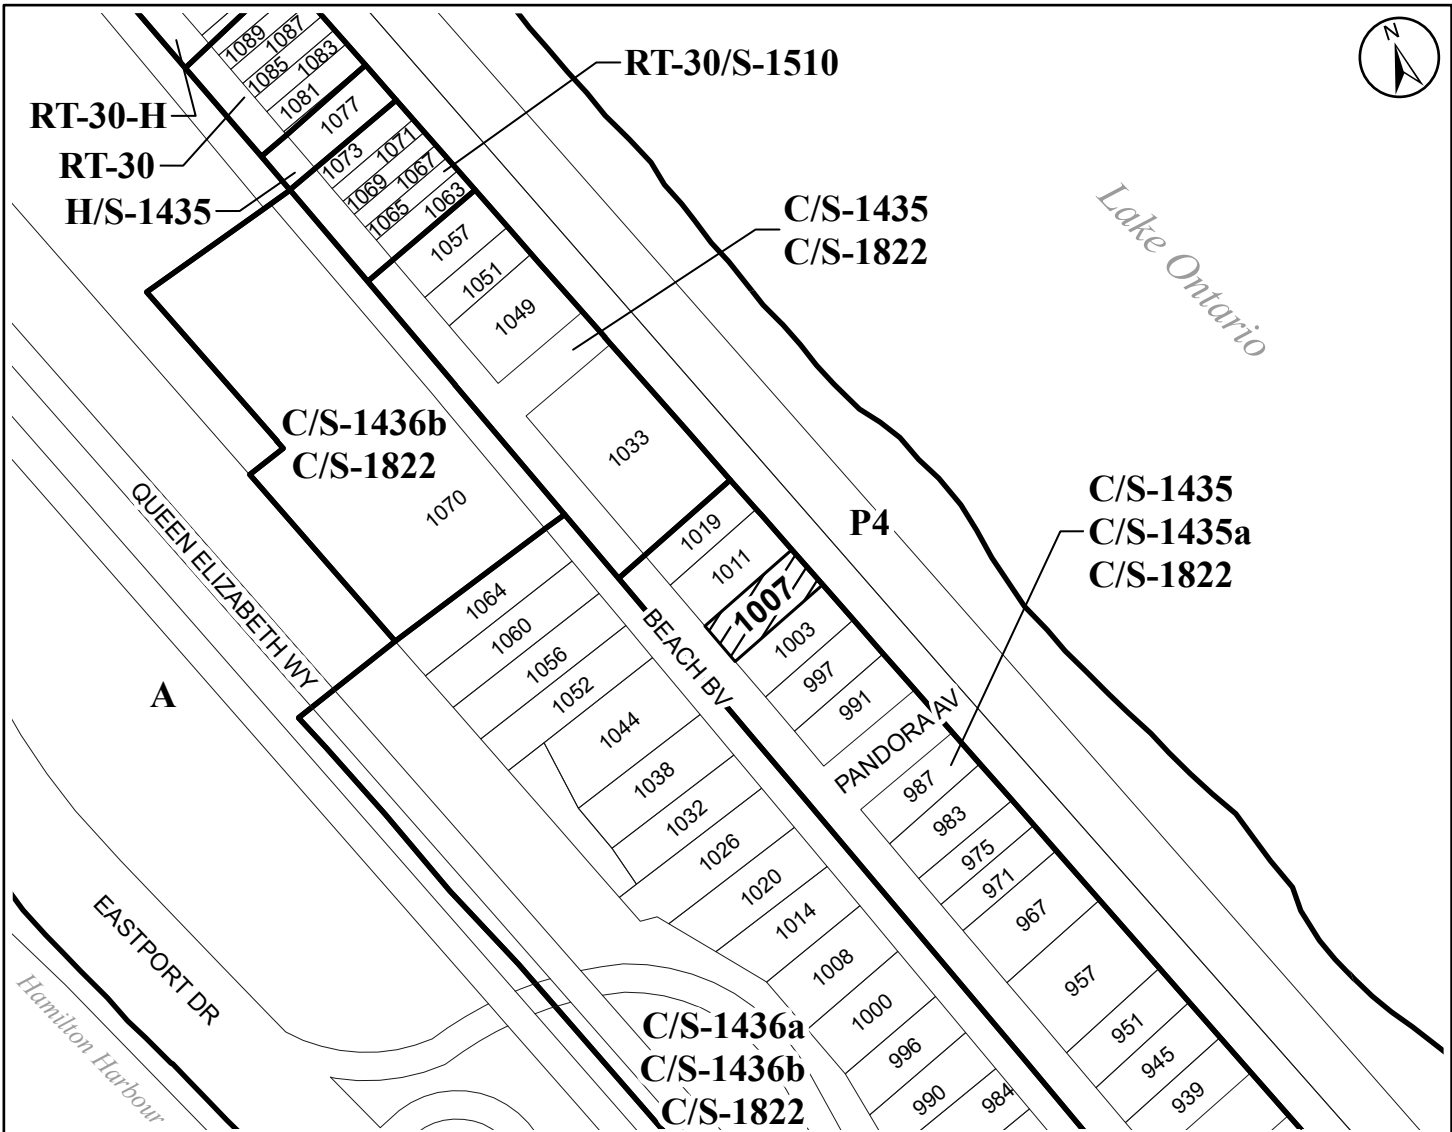 N
1089
1087
1085
1083
1081
1077
1073
1071
1069
1067
1065
1063
1057
1051
1049
1033
RT-30/S-1510
RT-30-H
RT-30
H/S-1435
C/S-1435
C/S-1822
Lake Ontario
C/S-1436b
C/S-1822
1070
QUEEN ELIZABETH WY
P4
C/S-1435
C/S-1435a
C/S-1822
1019
1011
1007
1003
997
991
BEACH BV
PANDORA AV
A
1064
1060
1056
1052
1044
1038
1032
1026
1020
1014
1008
1000
996
990
984
987
983
975
971
967
957
951
945
939
EASTPORT DR
Hamilton Harbour
C/S-1436a
C/S-1436b
C/S-1822